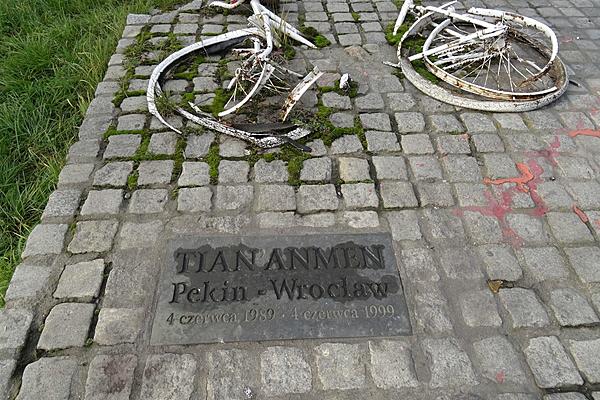 TIAN ANMEN
Pekin - Wrocław
4 czerwca 1989 - 4 czerwca 1999